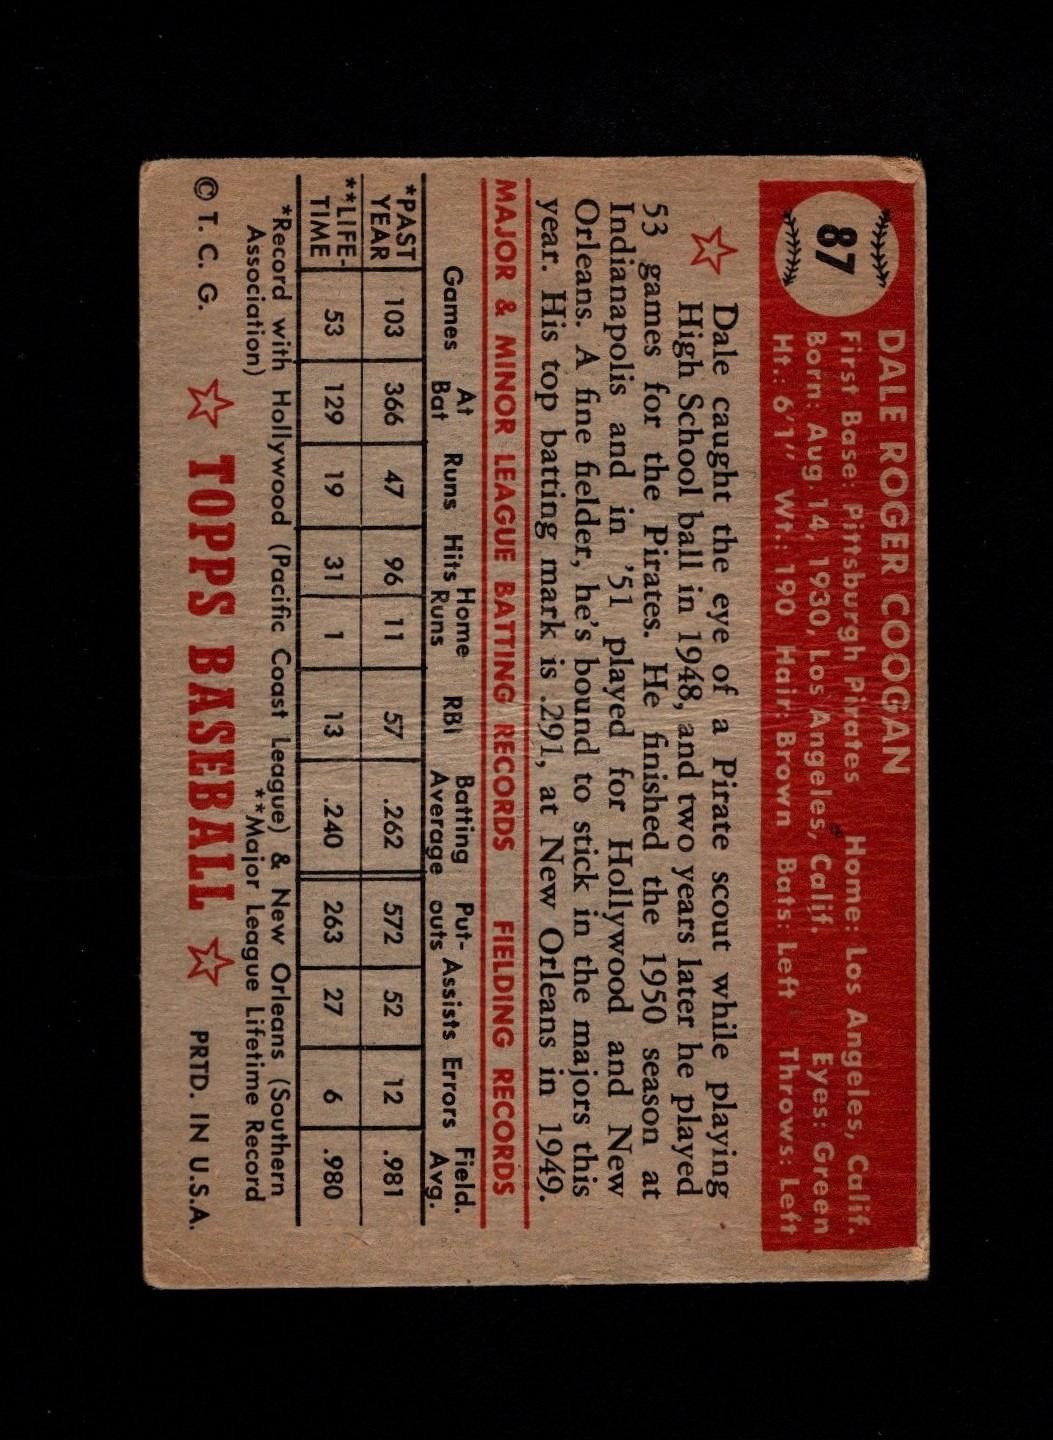 87
DALE ROGER COOGAN
First Base: Pittsburgh Pirates Home: Los Angeles, Calif.
Born: Aug 14, 1930, Los Angeles, Calif. Eyes: Green
Ht.: 6'1" Wt.: 190 Hair: Brown Bats: Left Throws: Left
Dale caught the eye of a Pirate scout while playing
High School ball in 1948, and two years later he played
53 games for the Pirates. He finished the 1950 season at
Indianapolis and in '51 played for Hollywood and New
Orleans. A fine fielder, he's bound to stick in the majors this
year. His top batting mark is .291, at New Orleans in 1949.
MAJOR & MINOR LEAGUE BATTING RECORDS FIELDING RECORDS
Games At Bat Runs Hits Home Runs RBI Batting Average Put-outs Assists Errors Field. Avg.
*PAST YEAR 103 366 47 96 11 57 .262 572 52 12 .981
**LIFE-TIME 53 129 19 31 1 13 .240 263 27 6 .980
*Record with Hollywood (Pacific Coast League) & New Orleans (Southern
Association) **Major League Lifetime Record
© T. C. G. TOPPS BASEBALL PRTD. IN U.S.A.